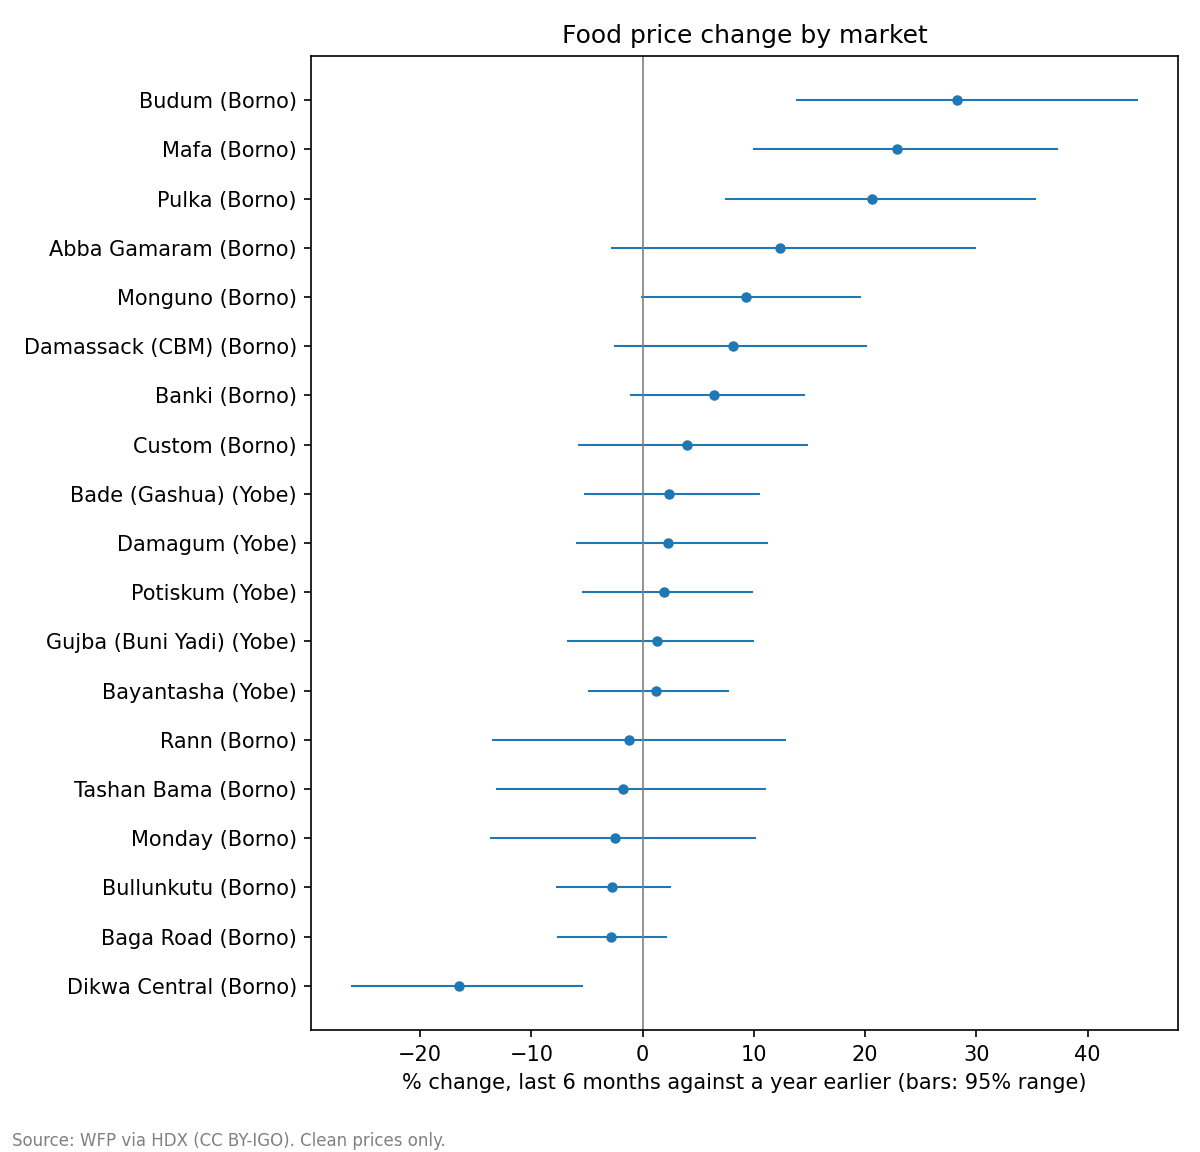 Food price change by market
Budum (Borno)
Mafa (Borno)
Pulka (Borno)
Abba Gamaram (Borno)
Monguno (Borno)
Damassack (CBM) (Borno)
Banki (Borno)
Custom (Borno)
Bade (Gashua) (Yobe)
Damagum (Yobe)
Potiskum (Yobe)
Gujba (Buni Yadi) (Yobe)
Bayantasha (Yobe)
Rann (Borno)
Tashan Bama (Borno)
Monday (Borno)
Bullunkutu (Borno)
Baga Road (Borno)
Dikwa Central (Borno)
−20 −10 0 10 20 30 40
% change, last 6 months against a year earlier (bars: 95% range)
Source: WFP via HDX (CC BY-IGO). Clean prices only.